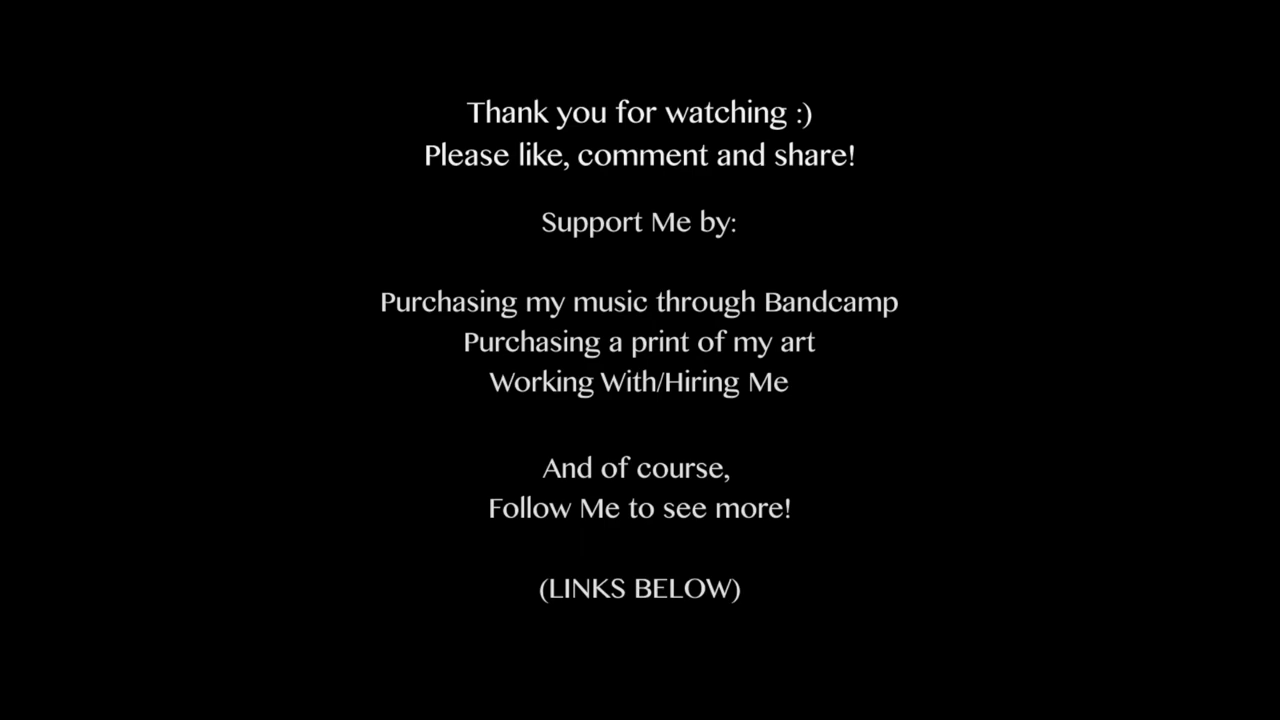 Thank you for watching :)
Please like, comment and share!
Support Me by:
Purchasing my music through Bandcamp
Purchasing a print of my art
Working With/Hiring Me
And of course,
Follow Me to see more!
(LINKS BELOW)